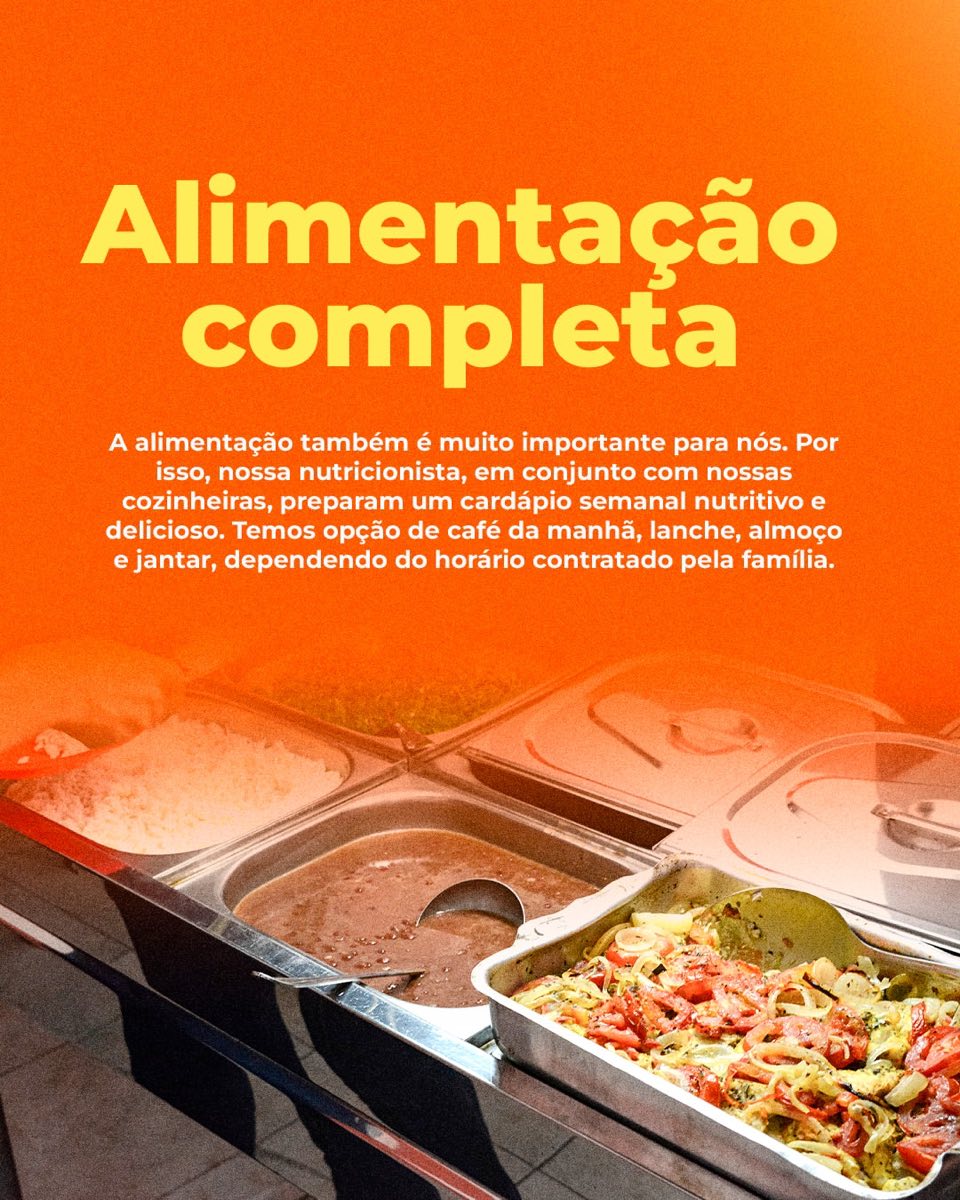 Alimentação
completa
A alimentação também é muito importante para nós. Por
isso, nossa nutricionista, em conjunto com nossas
cozinheiras, preparam um cardápio semanal nutritivo e
delicioso. Temos opção de café da manhã, lanche, almoço
e jantar, dependendo do horário contratado pela família.